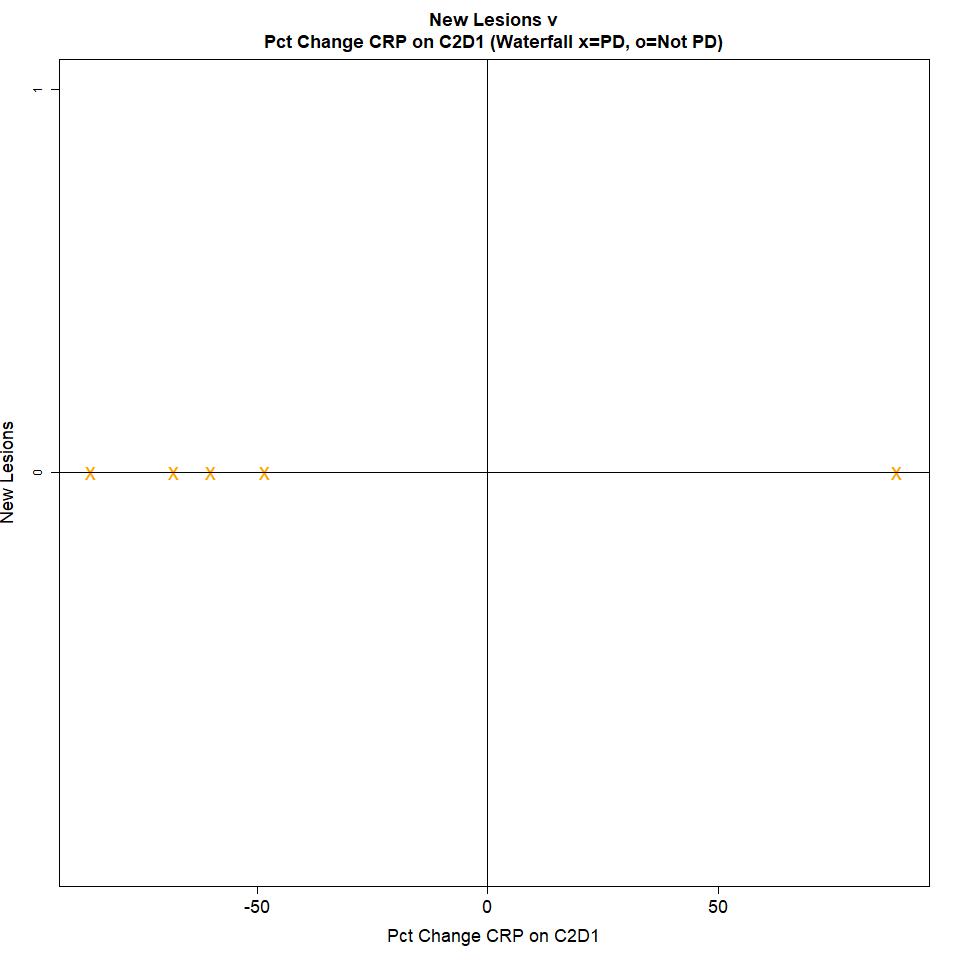 New Lesions v
Pct Change CRP on C2D1 (Waterfall x=PD, o=Not PD)
1
New Lesions
0
X X X X X
-50 0 50
Pct Change CRP on C2D1